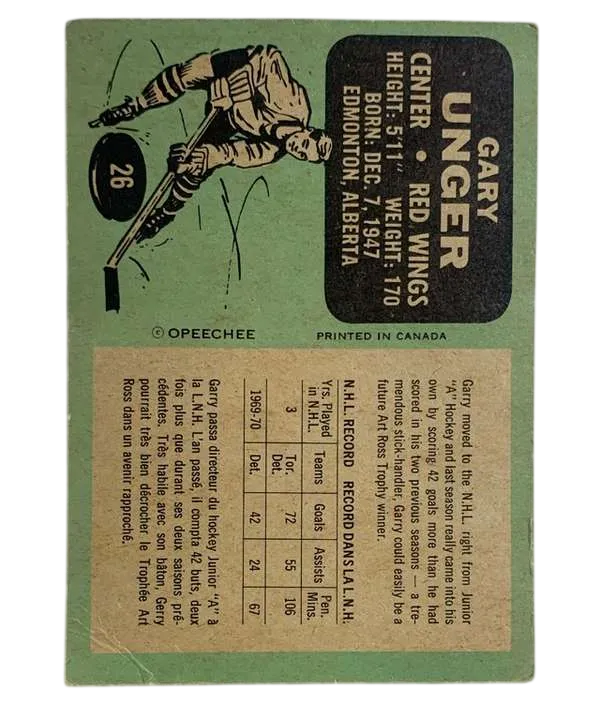 GARY
UNGER
CENTER • RED WINGS
HEIGHT: 5'11" WEIGHT: 170
BORN: DEC. 7, 1947
EDMONTON, ALBERTA
26
© OPEECHEE PRINTED IN CANADA
Garry moved to the N.H.L. right from Junior
"A" Hockey and last season really came into his
own by scoring 42 goals more than he had
scored in his two previous seasons — a tre-
mendous stick-handler, Garry could easily be a
future Art Ross Trophy winner.
N.H.L. RECORD RECORD DANS LA L.N.H.
Yrs. Played in N.H.L. Teams Goals Assists Pen. Mins.
3 Tor. Det. 72 55 106
1969-70 Det. 42 24 67
Garry passa directeur du hockey Junior "A" à
la L.N.H. L'an passé, il compta 42 buts, deux
fois plus que durant ses deux saisons pré-
cédentes. Très habile avec son bâton, Gerry
pourrait très bien décrocher le Trophée Art
Ross dans un avenir rapproché.